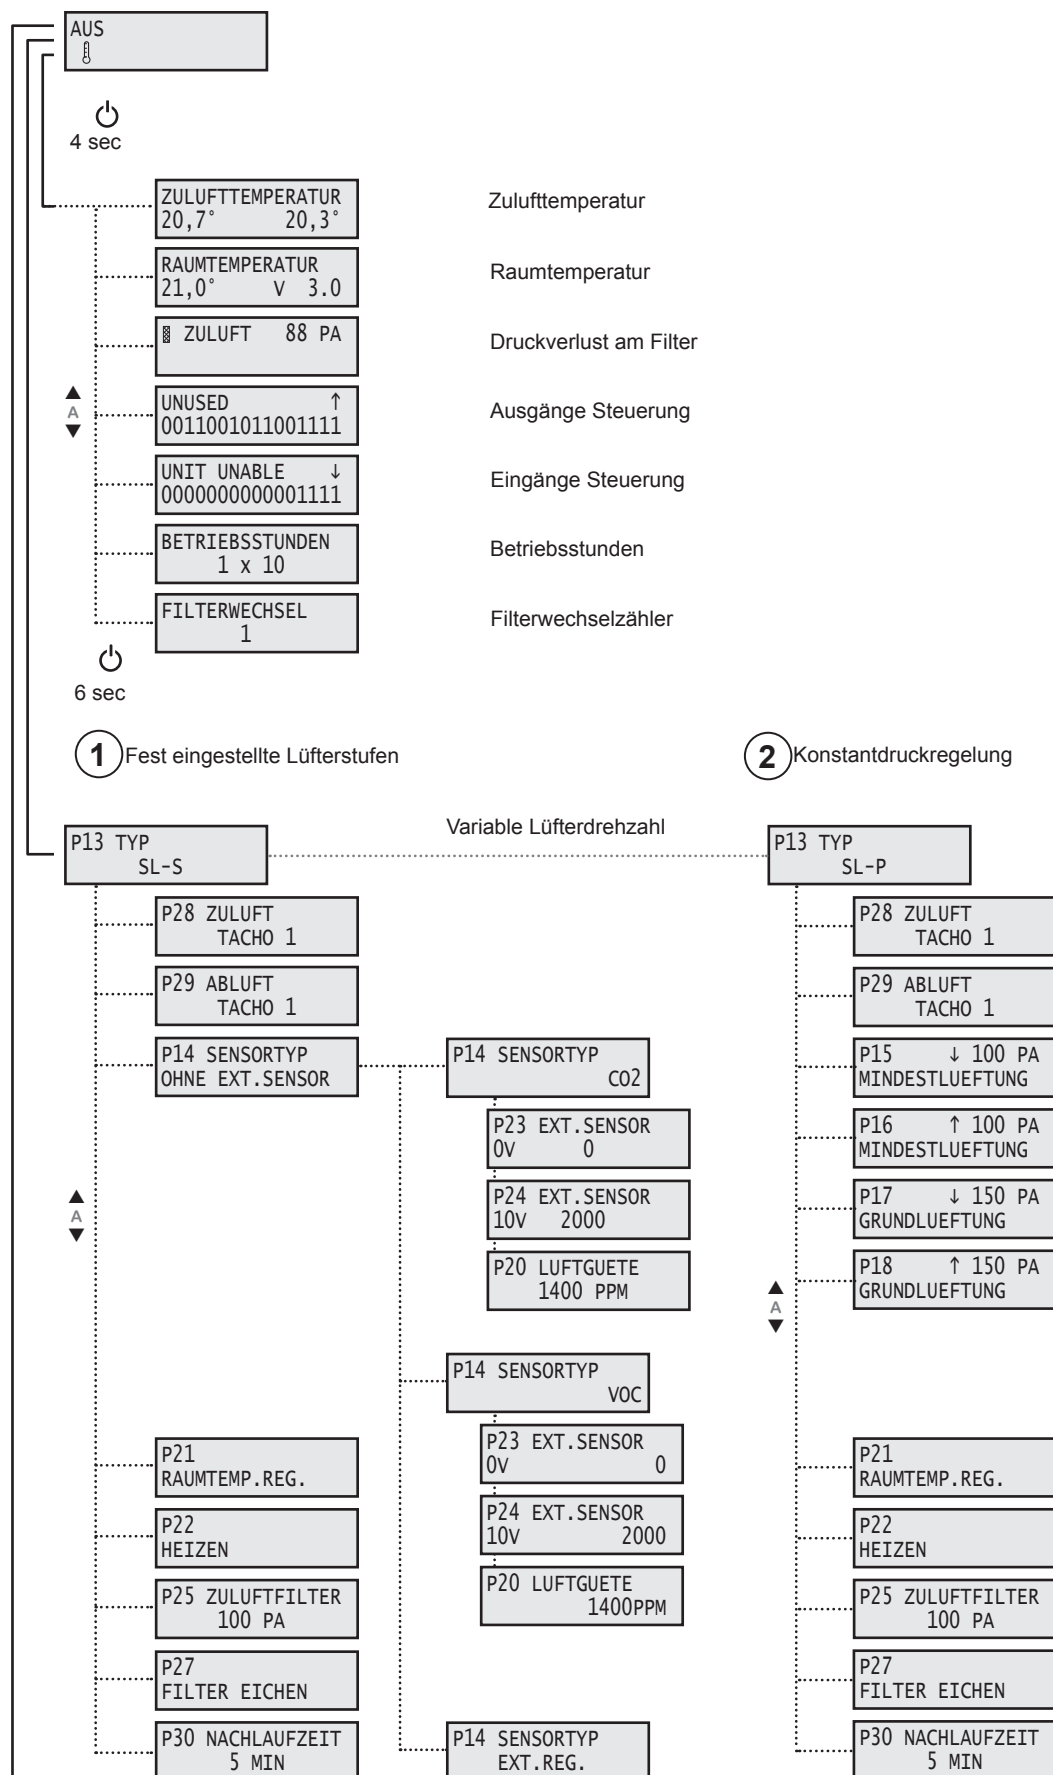 AUS
4 sec
ZULUFTTEMPERATUR
20,7° 20,3°
Zulufttemperatur
RAUMTEMPERATUR
21,0° V 3.0
Raumtemperatur
ZULUFT 88 PA
Druckverlust am Filter
A
UNUSED ↑
0011001011001111
Ausgänge Steuerung
UNIT UNABLE ↓
0000000000001111
Eingänge Steuerung
BETRIEBSSTUNDEN
1 x 10
Betriebsstunden
FILTERWECHSEL
1
Filterwechselzähler
6 sec
1 Fest eingestellte Lüfterstufen
2 Konstantdruckregelung
Variable Lüfterdrehzahl
P13 TYP
SL-S
P28 ZULUFT
TACHO 1
P29 ABLUFT
TACHO 1
P14 SENSORTYP
OHNE EXT.SENSOR
A
P21
RAUMTEMP.REG.
P22
HEIZEN
P25 ZULUFTFILTER
100 PA
P27
FILTER EICHEN
P30 NACHLAUFZEIT
5 MIN
P14 SENSORTYP
CO2
P23 EXT.SENSOR
0V 0
P24 EXT.SENSOR
10V 2000
P20 LUFTGUETE
1400 PPM
P14 SENSORTYP
VOC
P23 EXT.SENSOR
0V 0
P24 EXT.SENSOR
10V 2000
P20 LUFTGUETE
1400PPM
P14 SENSORTYP
EXT.REG.
P13 TYP
SL-P
P28 ZULUFT
TACHO 1
P29 ABLUFT
TACHO 1
P15 ↓ 100 PA
MINDESTLUEFTUNG
P16 ↑ 100 PA
MINDESTLUEFTUNG
P17 ↓ 150 PA
GRUNDLUEFTUNG
P18 ↑ 150 PA
GRUNDLUEFTUNG
A
P21
RAUMTEMP.REG.
P22
HEIZEN
P25 ZULUFTFILTER
100 PA
P27
FILTER EICHEN
P30 NACHLAUFZEIT
5 MIN